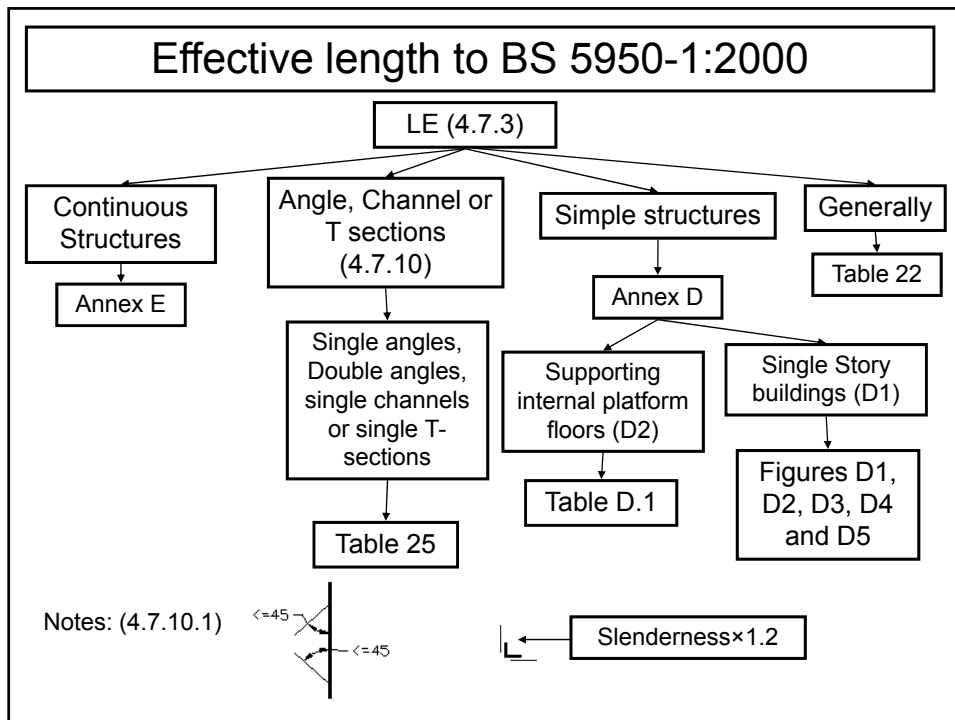 Effective length to BS 5950-1:2000
LE (4.7.3)
Continuous
Structures
Annex E
Angle, Channel or
T sections
(4.7.10)
Single angles,
Double angles,
single channels
or single T-
sections
Table 25
Simple structures
Annex D
Supporting
internal platform
floors (D2)
Table D.1
Single Story
buildings (D1)
Figures D1,
D2, D3, D4
and D5
Generally
Table 22
Notes: (4.7.10.1)
<=45
<=45
Slenderness×1.2